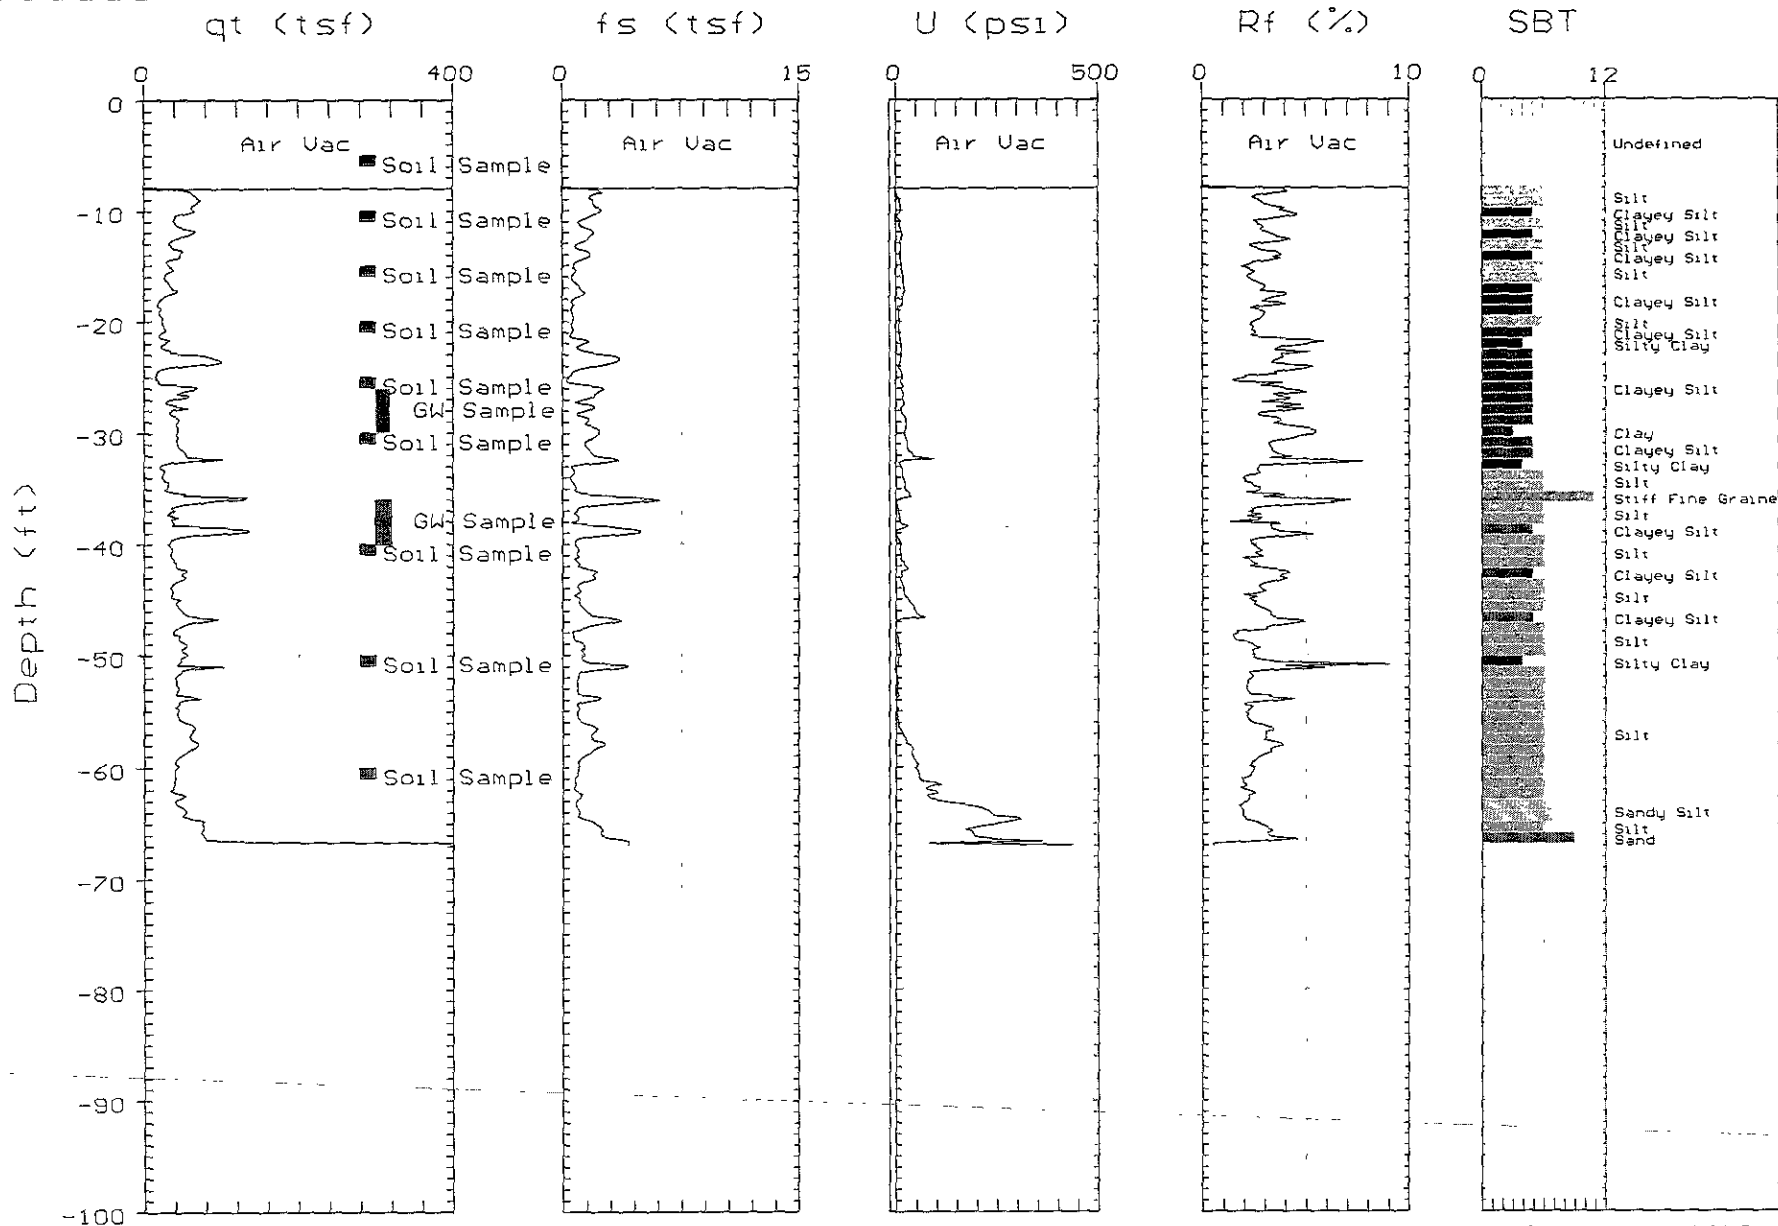 qt (tsf)
fs (tsf)
U (psi)
Rf (%)
SBT
0 400
0 15
0 500
0 10
0 12
Depth (ft)
0
-10
-20
-30
-40
-50
-60
-70
-80
-90
-100
Air Vac
Air Vac
Air Vac
Air Vac
Soil Sample
Soil Sample
Soil Sample
Soil Sample
Soil Sample
GW Sample
Soil Sample
GW Sample
Soil Sample
Soil Sample
Soil Sample
Undefined
Silt
Clayey Silt
Silt
Clayey Silt
Silt
Clayey Silt
Silt
Clayey Silt
Silt
Clayey Silt
Silty Clay
Clayey Silt
Clay
Clayey Silt
Silty Clay
Silt
Stiff Fine Graine
Silt
Clayey Silt
Silt
Clayey Silt
Silt
Clayey Silt
Silt
Silty Clay
Silt
Sandy Silt
Silt
Sand